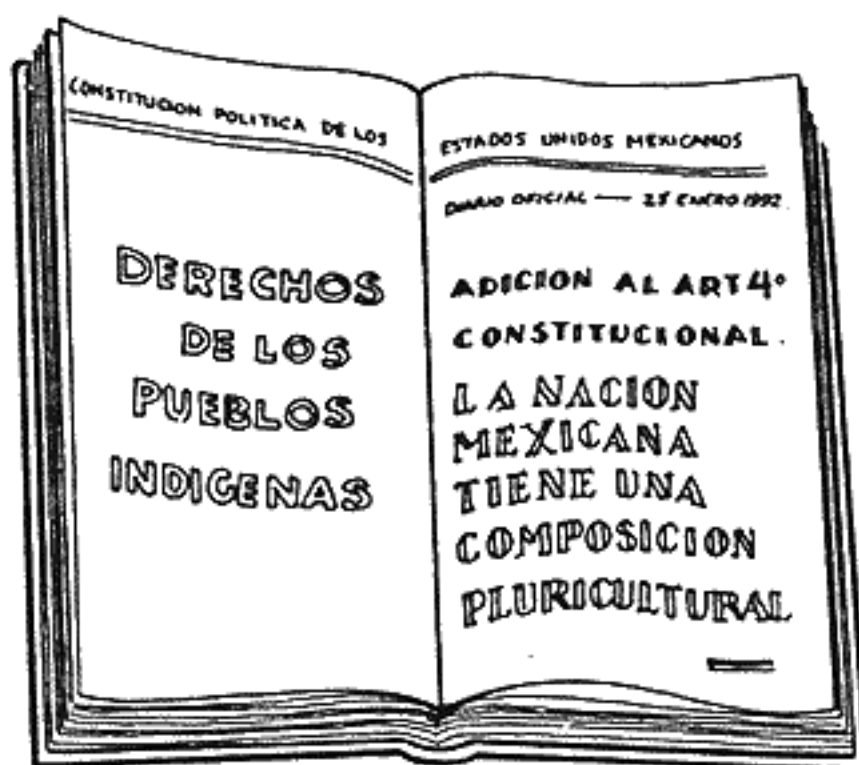 CONSTITUCION POLITICA DE LOS
DERECHOS
DE LOS
PUEBLOS
INDIGENAS
ESTADOS UNIDOS MEXICANOS
DIARIO OFICIAL — 28 ENERO 1992.
ADICION AL ART 4º
CONSTITUCIONAL.
LA NACION
MEXICANA
TIENE UNA
COMPOSICION
PLURICULTURAL